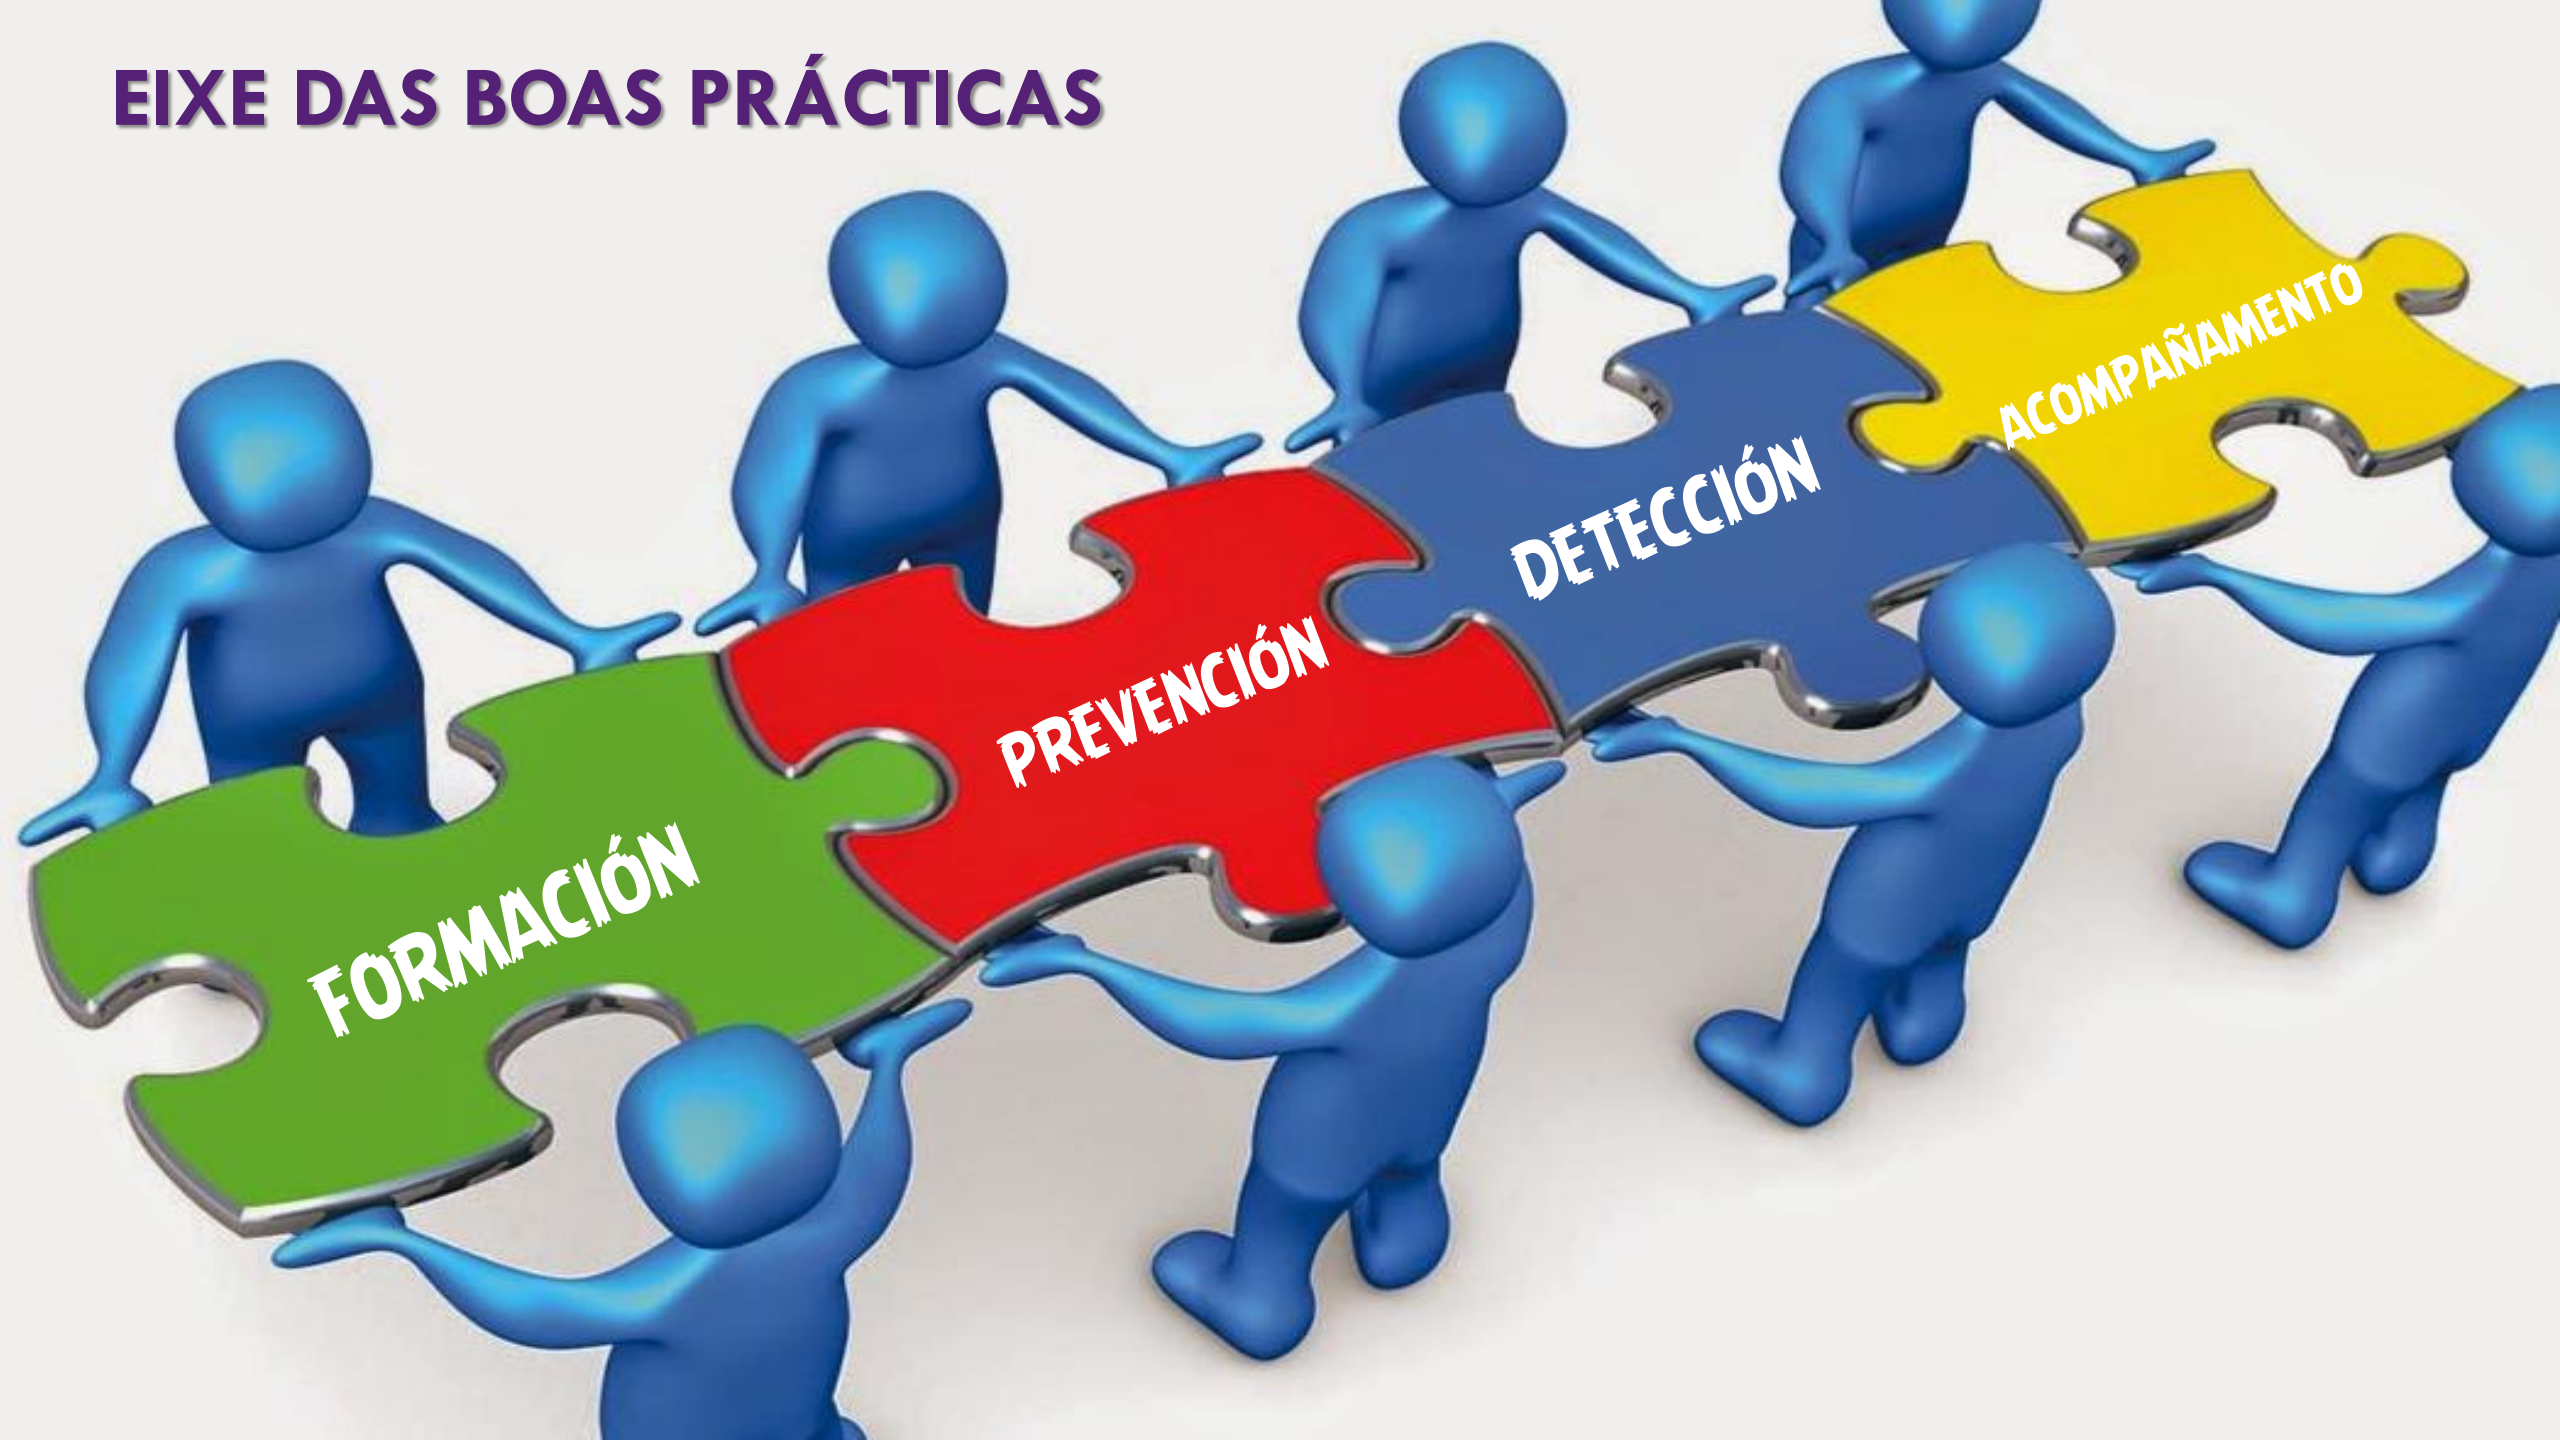 EIXE DAS BOAS PRÁCTICAS
FORMACIÓN
PREVENCIÓN
DETECCIÓN
ACOMPAÑAMENTO